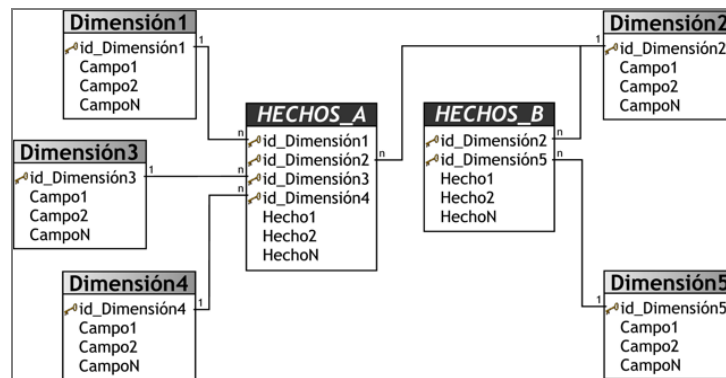 Dimensión1
id_Dimensión1
Campo1
Campo2
CampoN
1
Dimensión3
id_Dimensión3
Campo1
Campo2
CampoN
1
Dimensión4
id_Dimensión4
Campo1
Campo2
CampoN
1
HECHOS_A
n
id_Dimensión1
id_Dimensión2
n
n
id_Dimensión3
n
id_Dimensión4
Hecho1
Hecho2
HechoN
HECHOS_B
id_Dimensión2
n
id_Dimensión5
n
Hecho1
Hecho2
HechoN
Dimensión2
1
id_Dimensión2
Campo1
Campo2
CampoN
Dimensión5
1
id_Dimensión5
Campo1
Campo2
CampoN